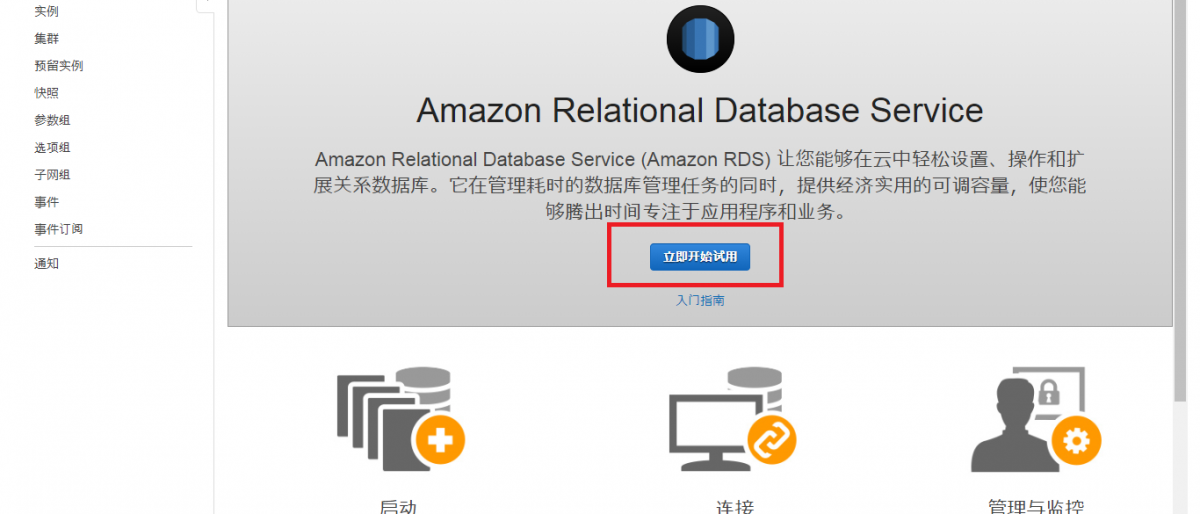 实例
集群
预留实例
快照
参数组
选项组
子网组
事件
事件订阅
通知
Amazon Relational Database Service
Amazon Relational Database Service (Amazon RDS) 让您能够在云中轻松设置、操作和扩
展关系数据库。它在管理耗时的数据库管理任务的同时，提供经济实用的可调容量，使您能
够腾出时间专注于应用程序和业务。
立即开始试用
入门指南
启动
连接
管理与监控